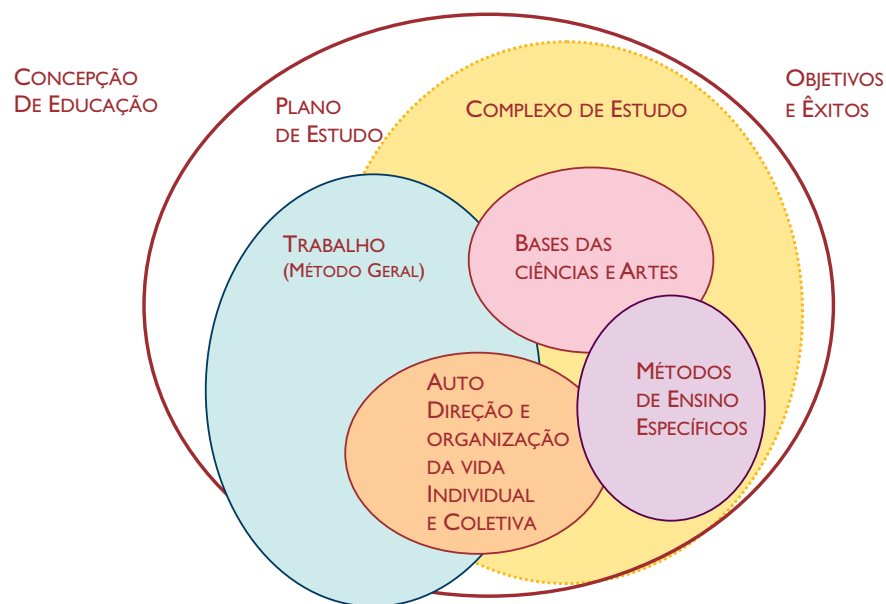 CONCEPÇÃO
DE EDUCAÇÃO
PLANO
DE ESTUDO
COMPLEXO DE ESTUDO
OBJETIVOS
E ÊXITOS
TRABALHO
(MÉTODO GERAL)
BASES DAS
CIÊNCIAS E ARTES
AUTO
DIREÇÃO E
ORGANIZAÇÃO
DA VIDA
INDIVIDUAL
E COLETIVA
MÉTODOS
DE ENSINO
ESPECÍFICOS